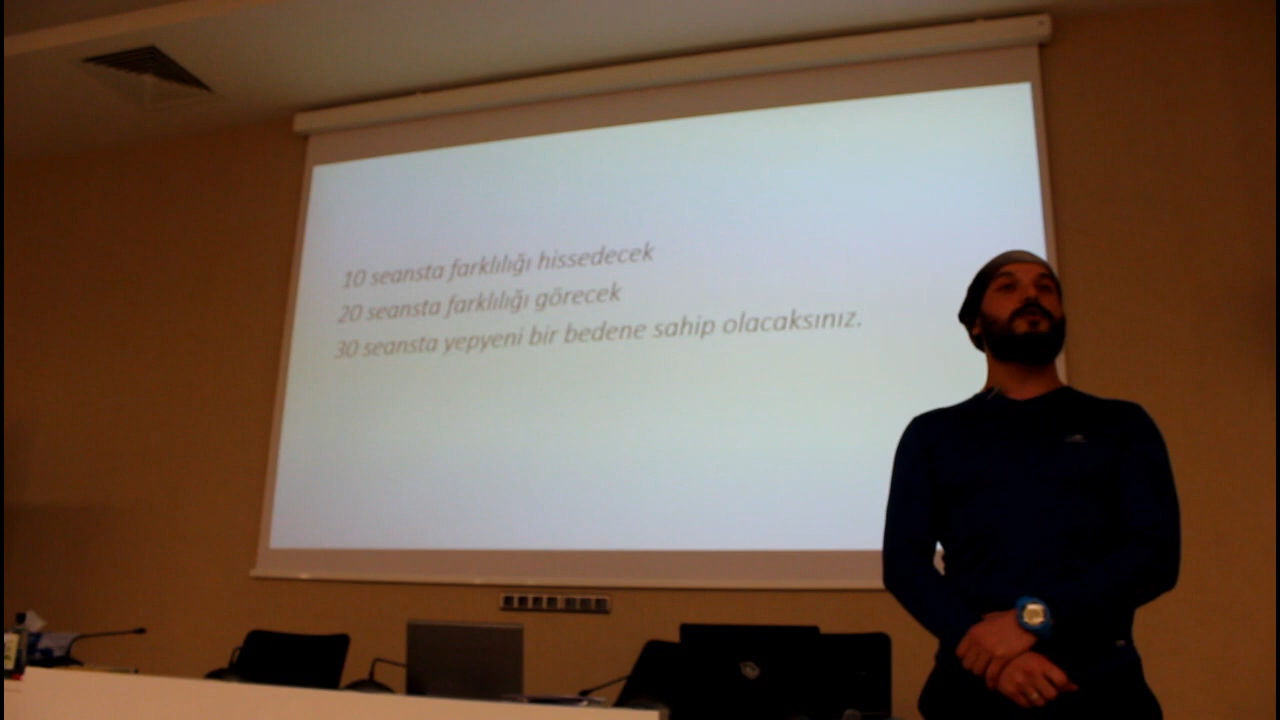 10 seansta farklılığı hissedecek
20 seansta farklılığı görecek
30 seansta yepyeni bir bedene sahip olacaksınız.